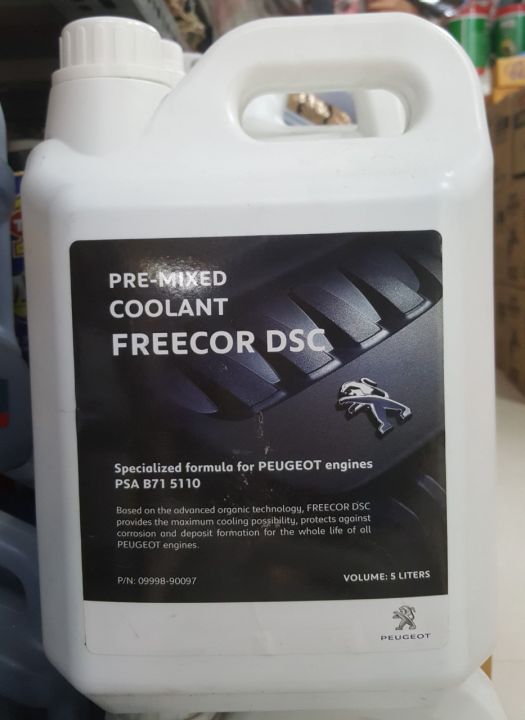 PRE-MIXED
COOLANT
FREECOR DSC
Specialized formula for PEUGEOT engines
PSA B71 5110
Based on the advanced organic technology, FREECOR DSC
provides the maximum cooling possibility, protects against
corrosion and deposit formation for the whole life of all
PEUGEOT engines.
P/N: 09998-90097
VOLUME: 5 LITERS
PEUGEOT